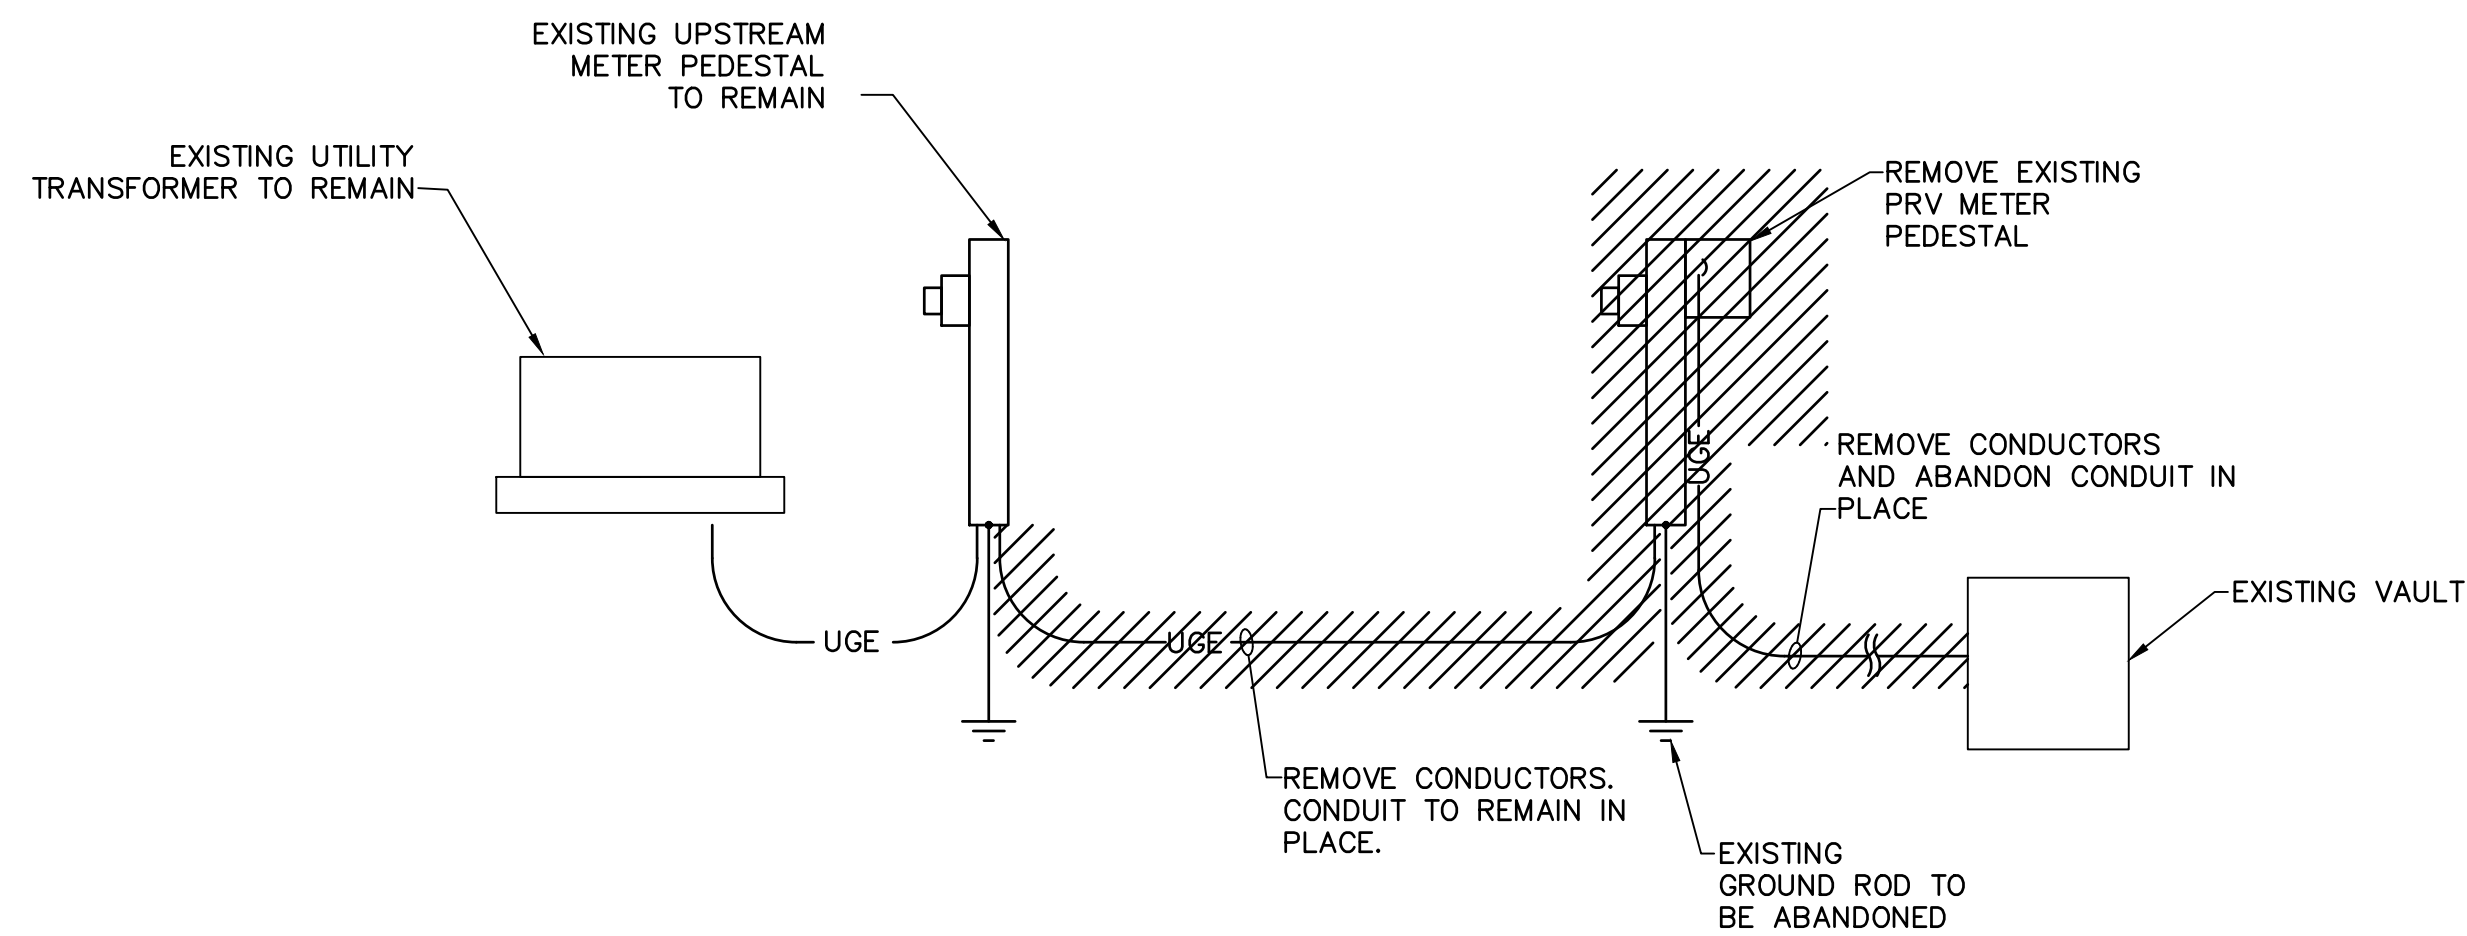 EXISTING UPSTREAM
METER PEDESTAL
TO REMAIN
EXISTING UTILITY
TRANSFORMER TO REMAIN
REMOVE EXISTING
PRV METER
PEDESTAL
UGE
REMOVE CONDUCTORS
AND ABANDON CONDUIT IN
PLACE
EXISTING VAULT
UGE
UGE
REMOVE CONDUCTORS.
CONDUIT TO REMAIN IN
PLACE.
EXISTING
GROUND ROD TO
BE ABANDONED